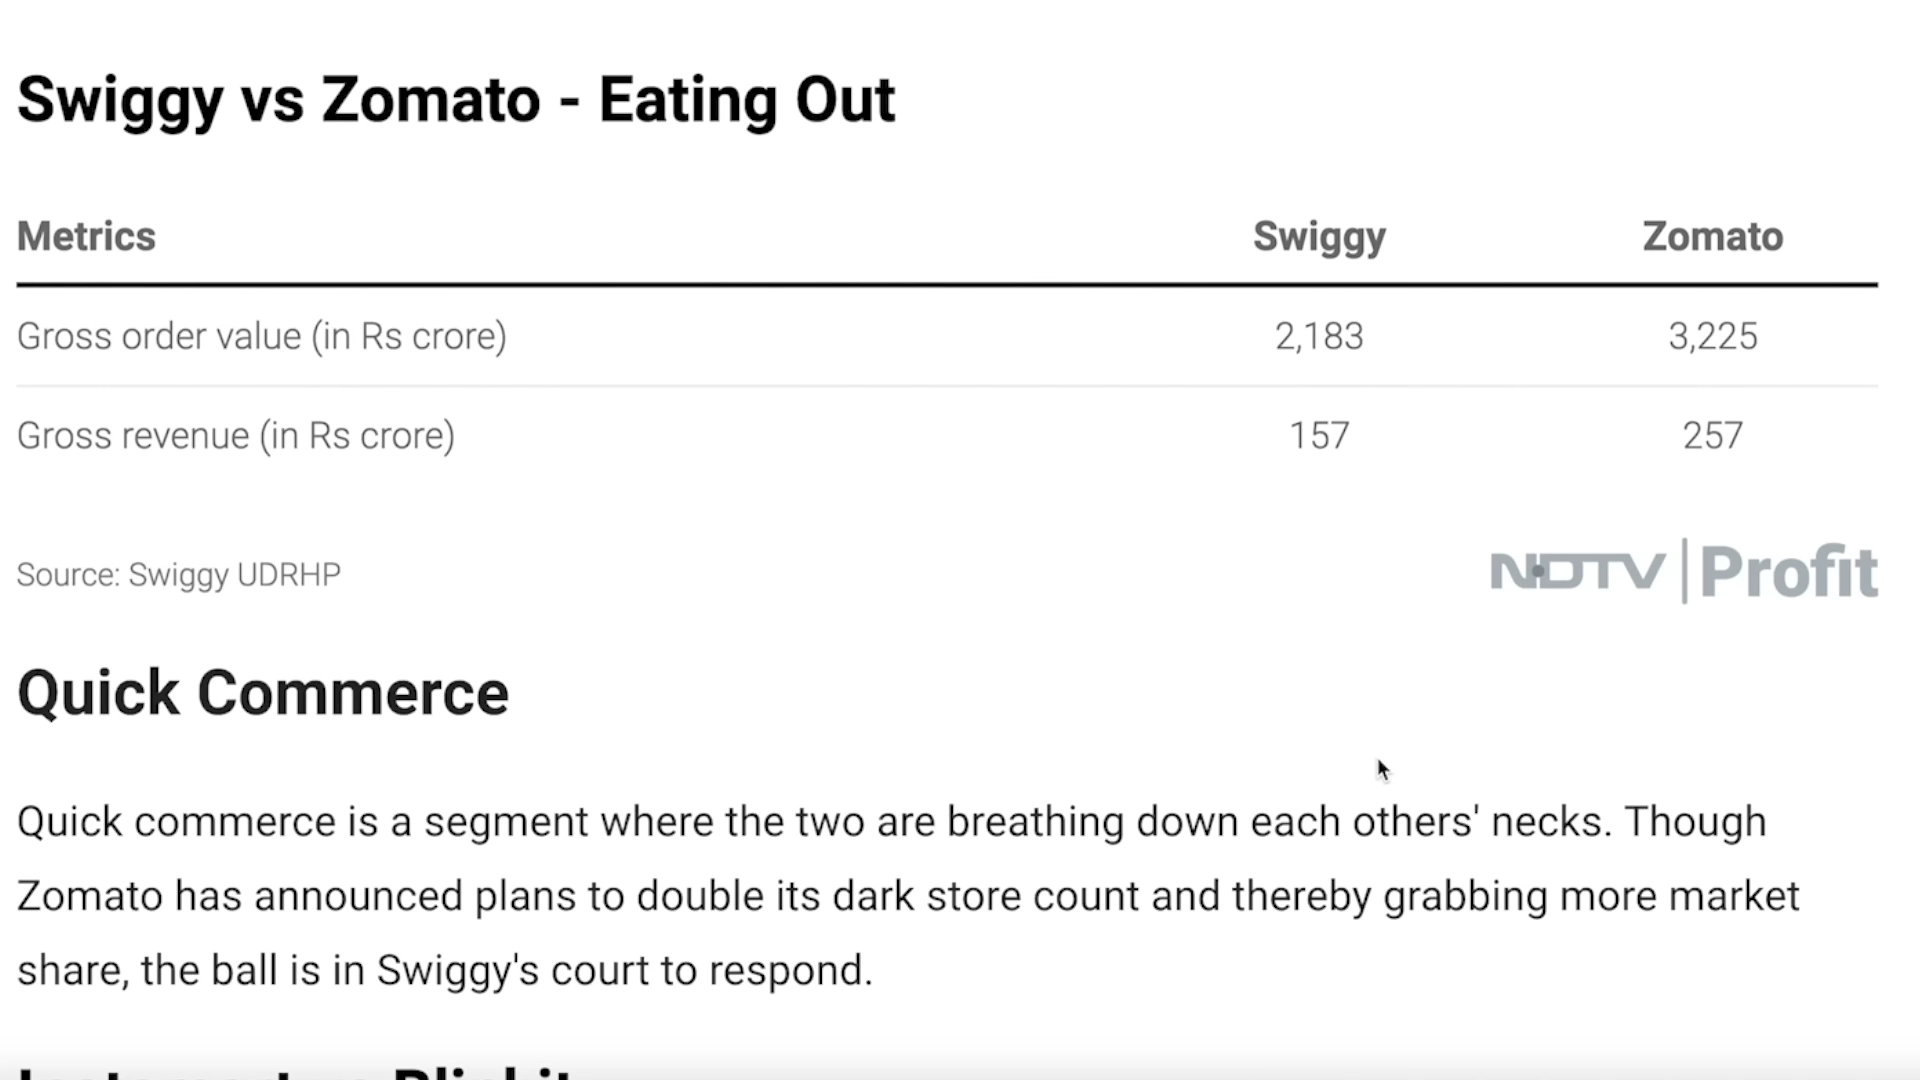 Swiggy vs Zomato - Eating Out
Metrics Swiggy Zomato
Gross order value (in Rs crore) 2,183 3,225
Gross revenue (in Rs crore) 157 257
Source: Swiggy UDRHP NDTV | Profit
Quick Commerce
Quick commerce is a segment where the two are breathing down each others' necks. Though
Zomato has announced plans to double its dark store count and thereby grabbing more market
share, the ball is in Swiggy's court to respond.
Instamart vs Blinkit